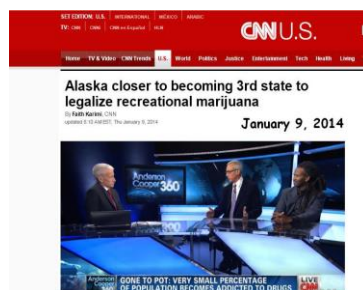 SET EDITION: U.S. INTERNATIONAL MÉXICO ARABIC
TV: CNN CNNi CNN en Español HLN
CNN U.S.
Home TV & Video CNN Trends U.S. World Politics Justice Entertainment Tech Health Living
Alaska closer to becoming 3rd state to
legalize recreational marijuana
By Faith Karimi, CNN
January 9, 2014
Anderson
Cooper
360°
Anderson
Cooper
360°
GONE TO POT: VERY SMALL PERCENTAGE
OF POPULATION BECOMES ADDICTED TO DRUGS
LIVE
CNN